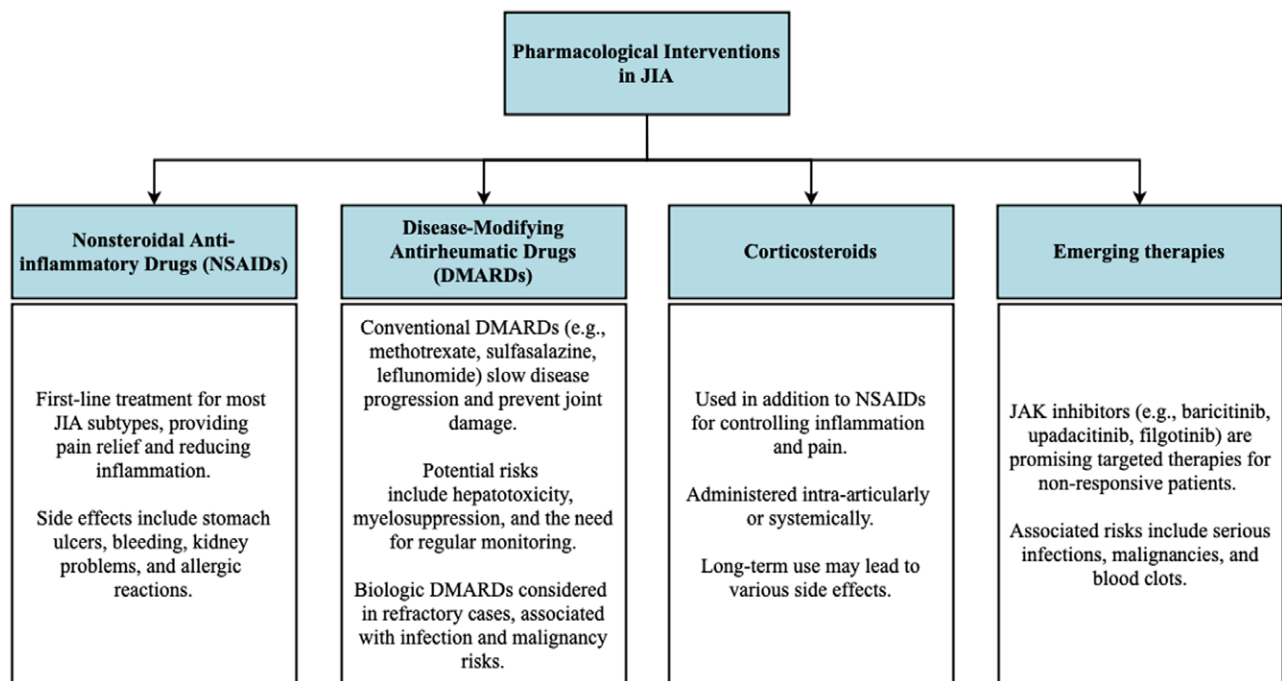 Pharmacological Interventions
in JIA
Nonsteroidal Anti-
inflammatory Drugs (NSAIDs)
First-line treatment for most
JIA subtypes, providing
pain relief and reducing
inflammation.
Side effects include stomach
ulcers, bleeding, kidney
problems, and allergic
reactions.
Disease-Modifying
Antirheumatic Drugs
(DMARDs)
Conventional DMARDs (e.g.,
methotrexate, sulfasalazine,
leflunomide) slow disease
progression and prevent joint
damage.
Potential risks
include hepatotoxicity,
myelosuppression, and the need
for regular monitoring.
Biologic DMARDs considered
in refractory cases, associated
with infection and malignancy
risks.
Corticosteroids
Used in addition to NSAIDs
for controlling inflammation
and pain.
Administered intra-articularly
or systemically.
Long-term use may lead to
various side effects.
Emerging therapies
JAK inhibitors (e.g., baricitinib,
upadacitinib, filgotinib) are
promising targeted therapies for
non-responsive patients.
Associated risks include serious
infections, malignancies, and
blood clots.